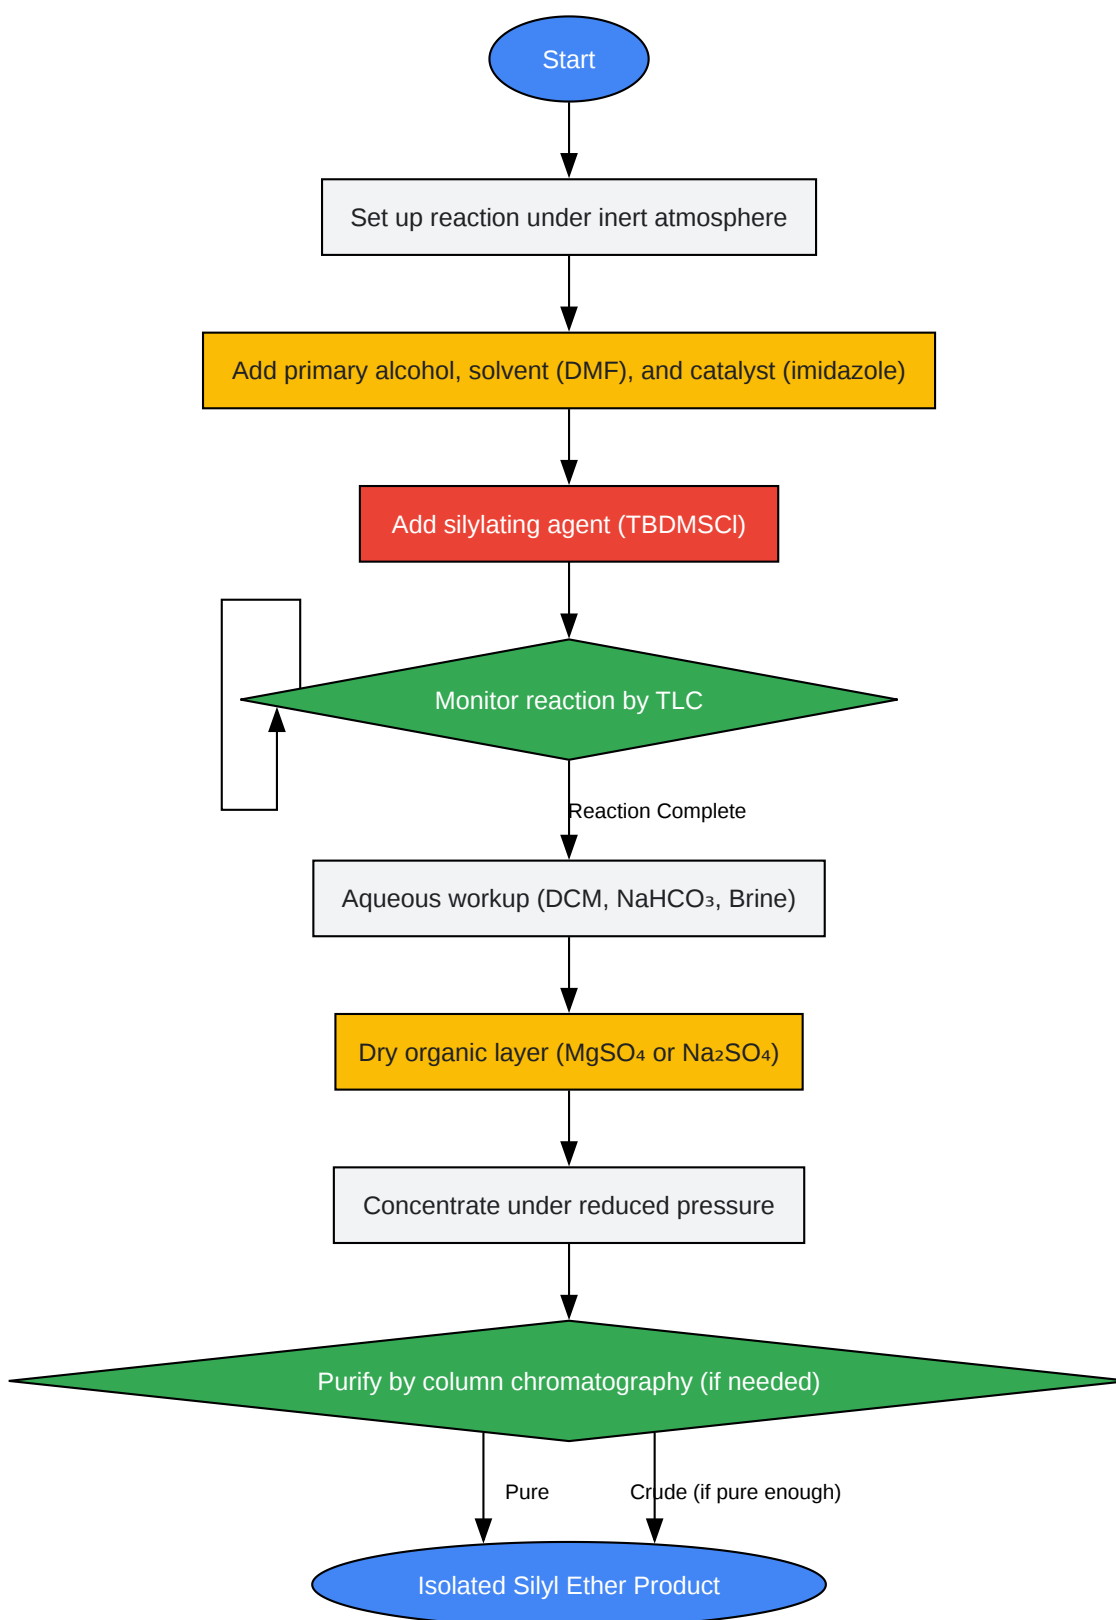 Start
Set up reaction under inert atmosphere
Add primary alcohol, solvent (DMF), and catalyst (imidazole)
Add silylating agent (TBDMSCl)
Monitor reaction by TLC
Reaction Complete
Aqueous workup (DCM, NaHCO₃, Brine)
Dry organic layer (MgSO₄ or Na₂SO₄)
Concentrate under reduced pressure
Purify by column chromatography (if needed)
Pure
Crude (if pure enough)
Isolated Silyl Ether Product